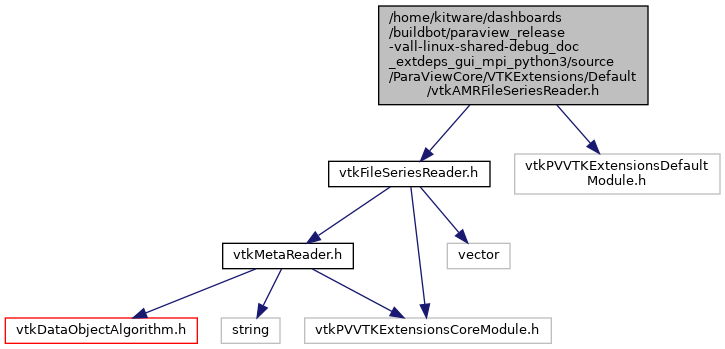 /home/kitware/dashboards
/buildbot/paraview_release
-vall-linux-shared-debug_doc
_extdeps_gui_mpi_python3/source
/ParaViewCore/VTKExtensions/Default
/vtkAMRFileSeriesReader.h
vtkFileSeriesReader.h
vtkPVVTKExtensionsDefault
Module.h
vtkMetaReader.h
vector
vtkDataObjectAlgorithm.h
string
vtkPVVTKExtensionsCoreModule.h